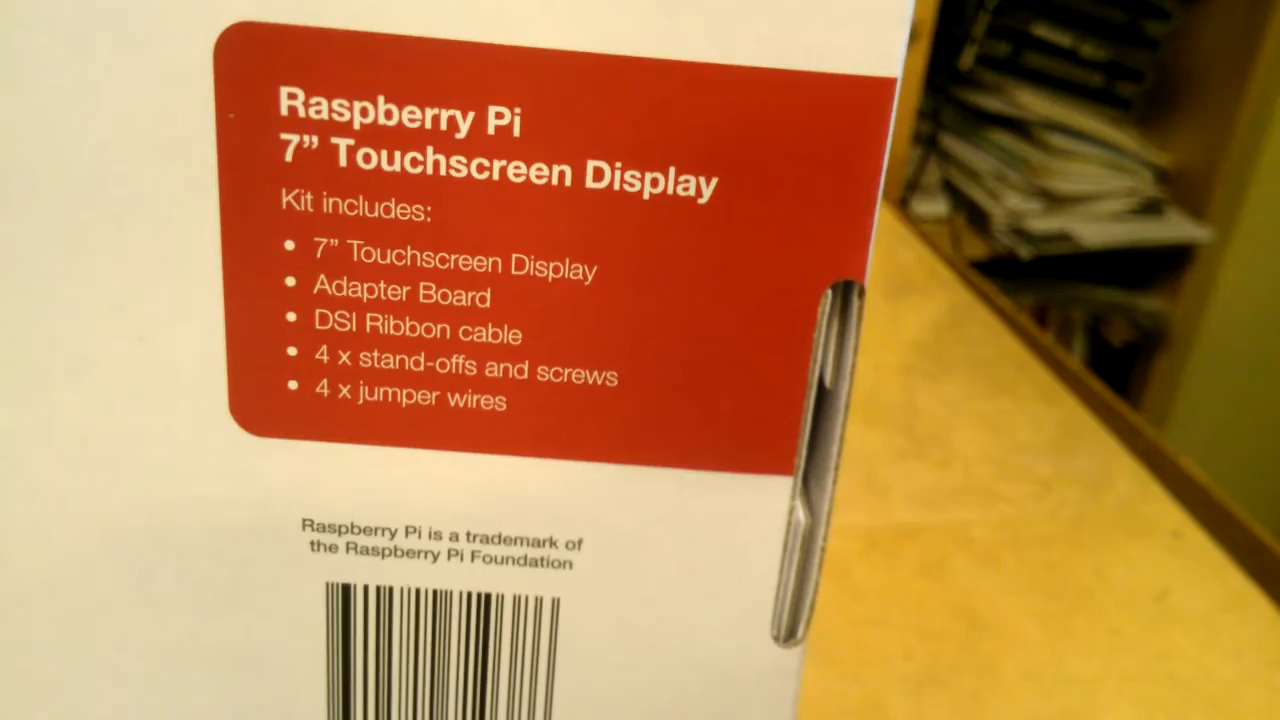 Raspberry Pi
7” Touchscreen Display
Kit includes:
• 7” Touchscreen Display
• Adapter Board
• DSI Ribbon cable
• 4 x stand-offs and screws
• 4 x jumper wires
Raspberry Pi is a trademark of
the Raspberry Pi Foundation